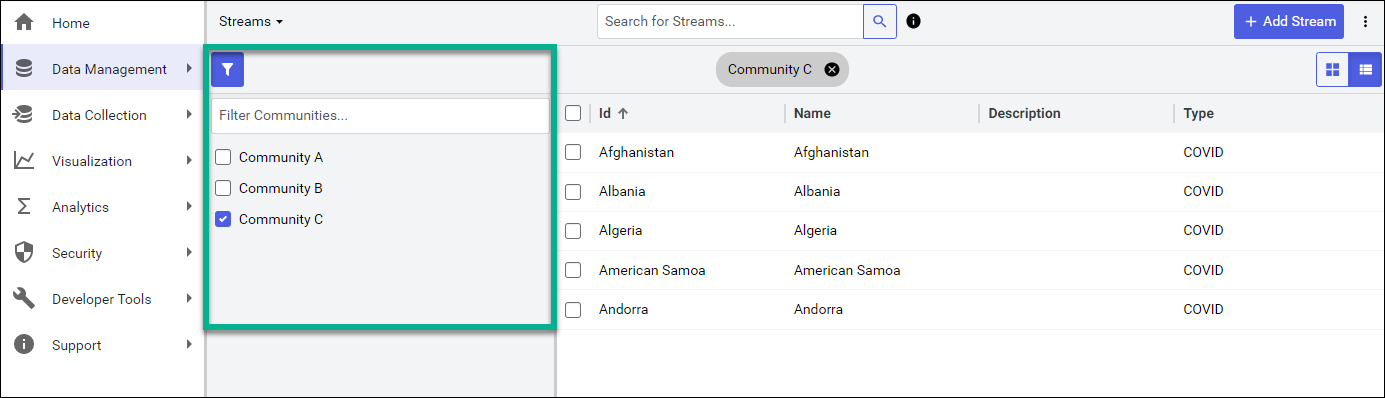 Home
Data Management
Data Collection
Visualization
Analytics
Security
Developer Tools
Support
Streams
Search for Streams...
+ Add Stream
Filter Communities...
Community A
Community B
Community C
Community C
Id Name Description Type
Afghanistan Afghanistan COVID
Albania Albania COVID
Algeria Algeria COVID
American Samoa American Samoa COVID
Andorra Andorra COVID